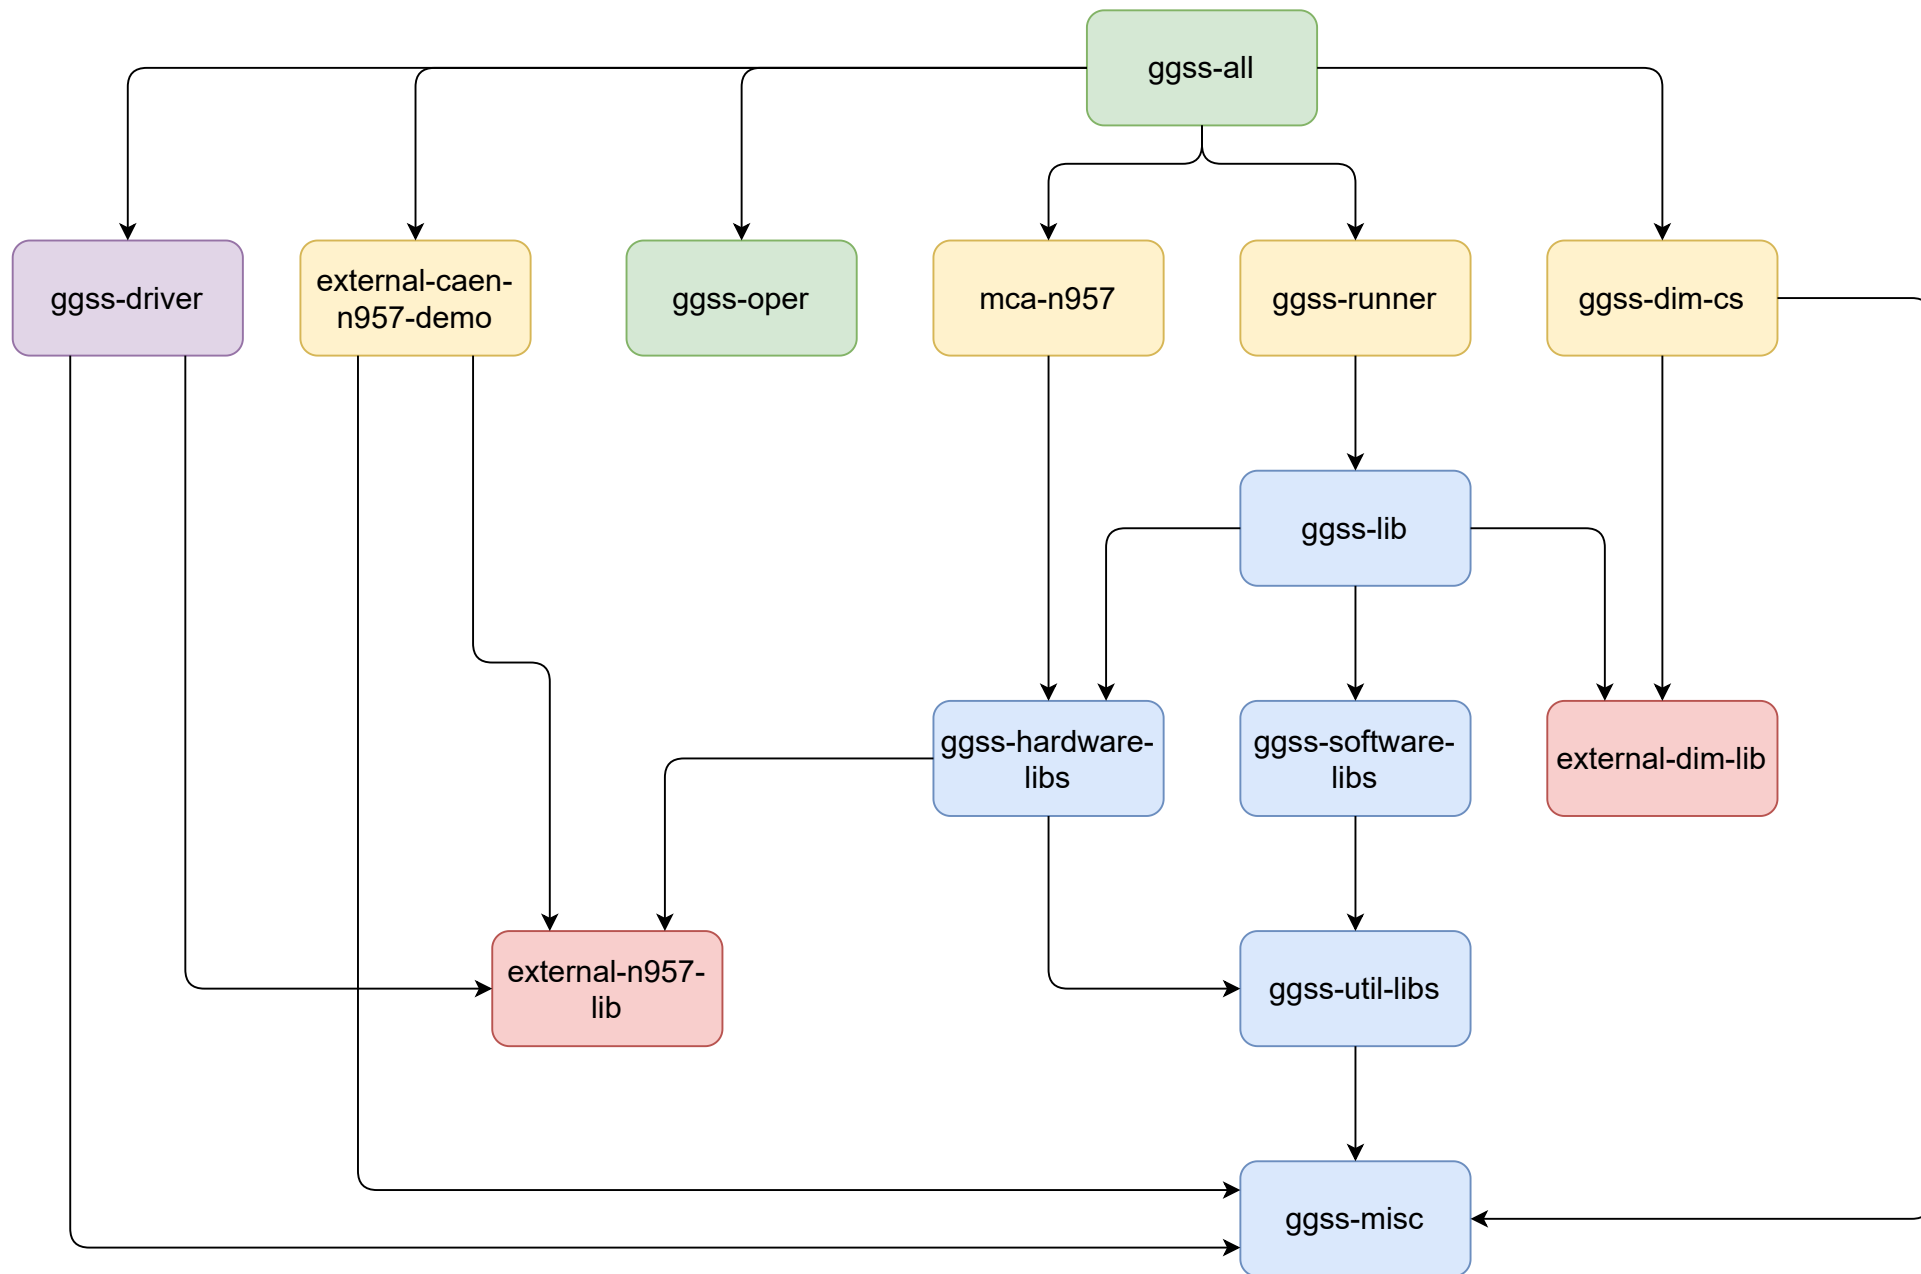 ggss-all
ggss-driver
external-caen-
n957-demo
ggss-oper
mca-n957
ggss-runner
ggss-dim-cs
ggss-lib
ggss-hardware-
libs
ggss-software-
libs
external-dim-lib
external-n957-
lib
ggss-util-libs
ggss-misc